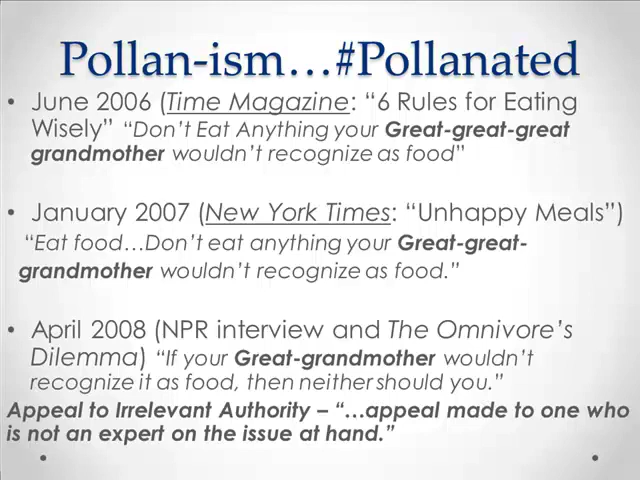 Pollan-ism…#Pollanated
• June 2006 (Time Magazine: “6 Rules for Eating
Wisely” “Don’t Eat Anything your Great-great-great
grandmother wouldn’t recognize as food”
• January 2007 (New York Times: “Unhappy Meals”)
“Eat food…Don’t eat anything your Great-great-
grandmother wouldn’t recognize as food.”
• April 2008 (NPR interview and The Omnivore’s
Dilemma) “If your Great-grandmother wouldn’t
recognize it as food, then neither should you.”
Appeal to Irrelevant Authority – “…appeal made to one who
is not an expert on the issue at hand.”